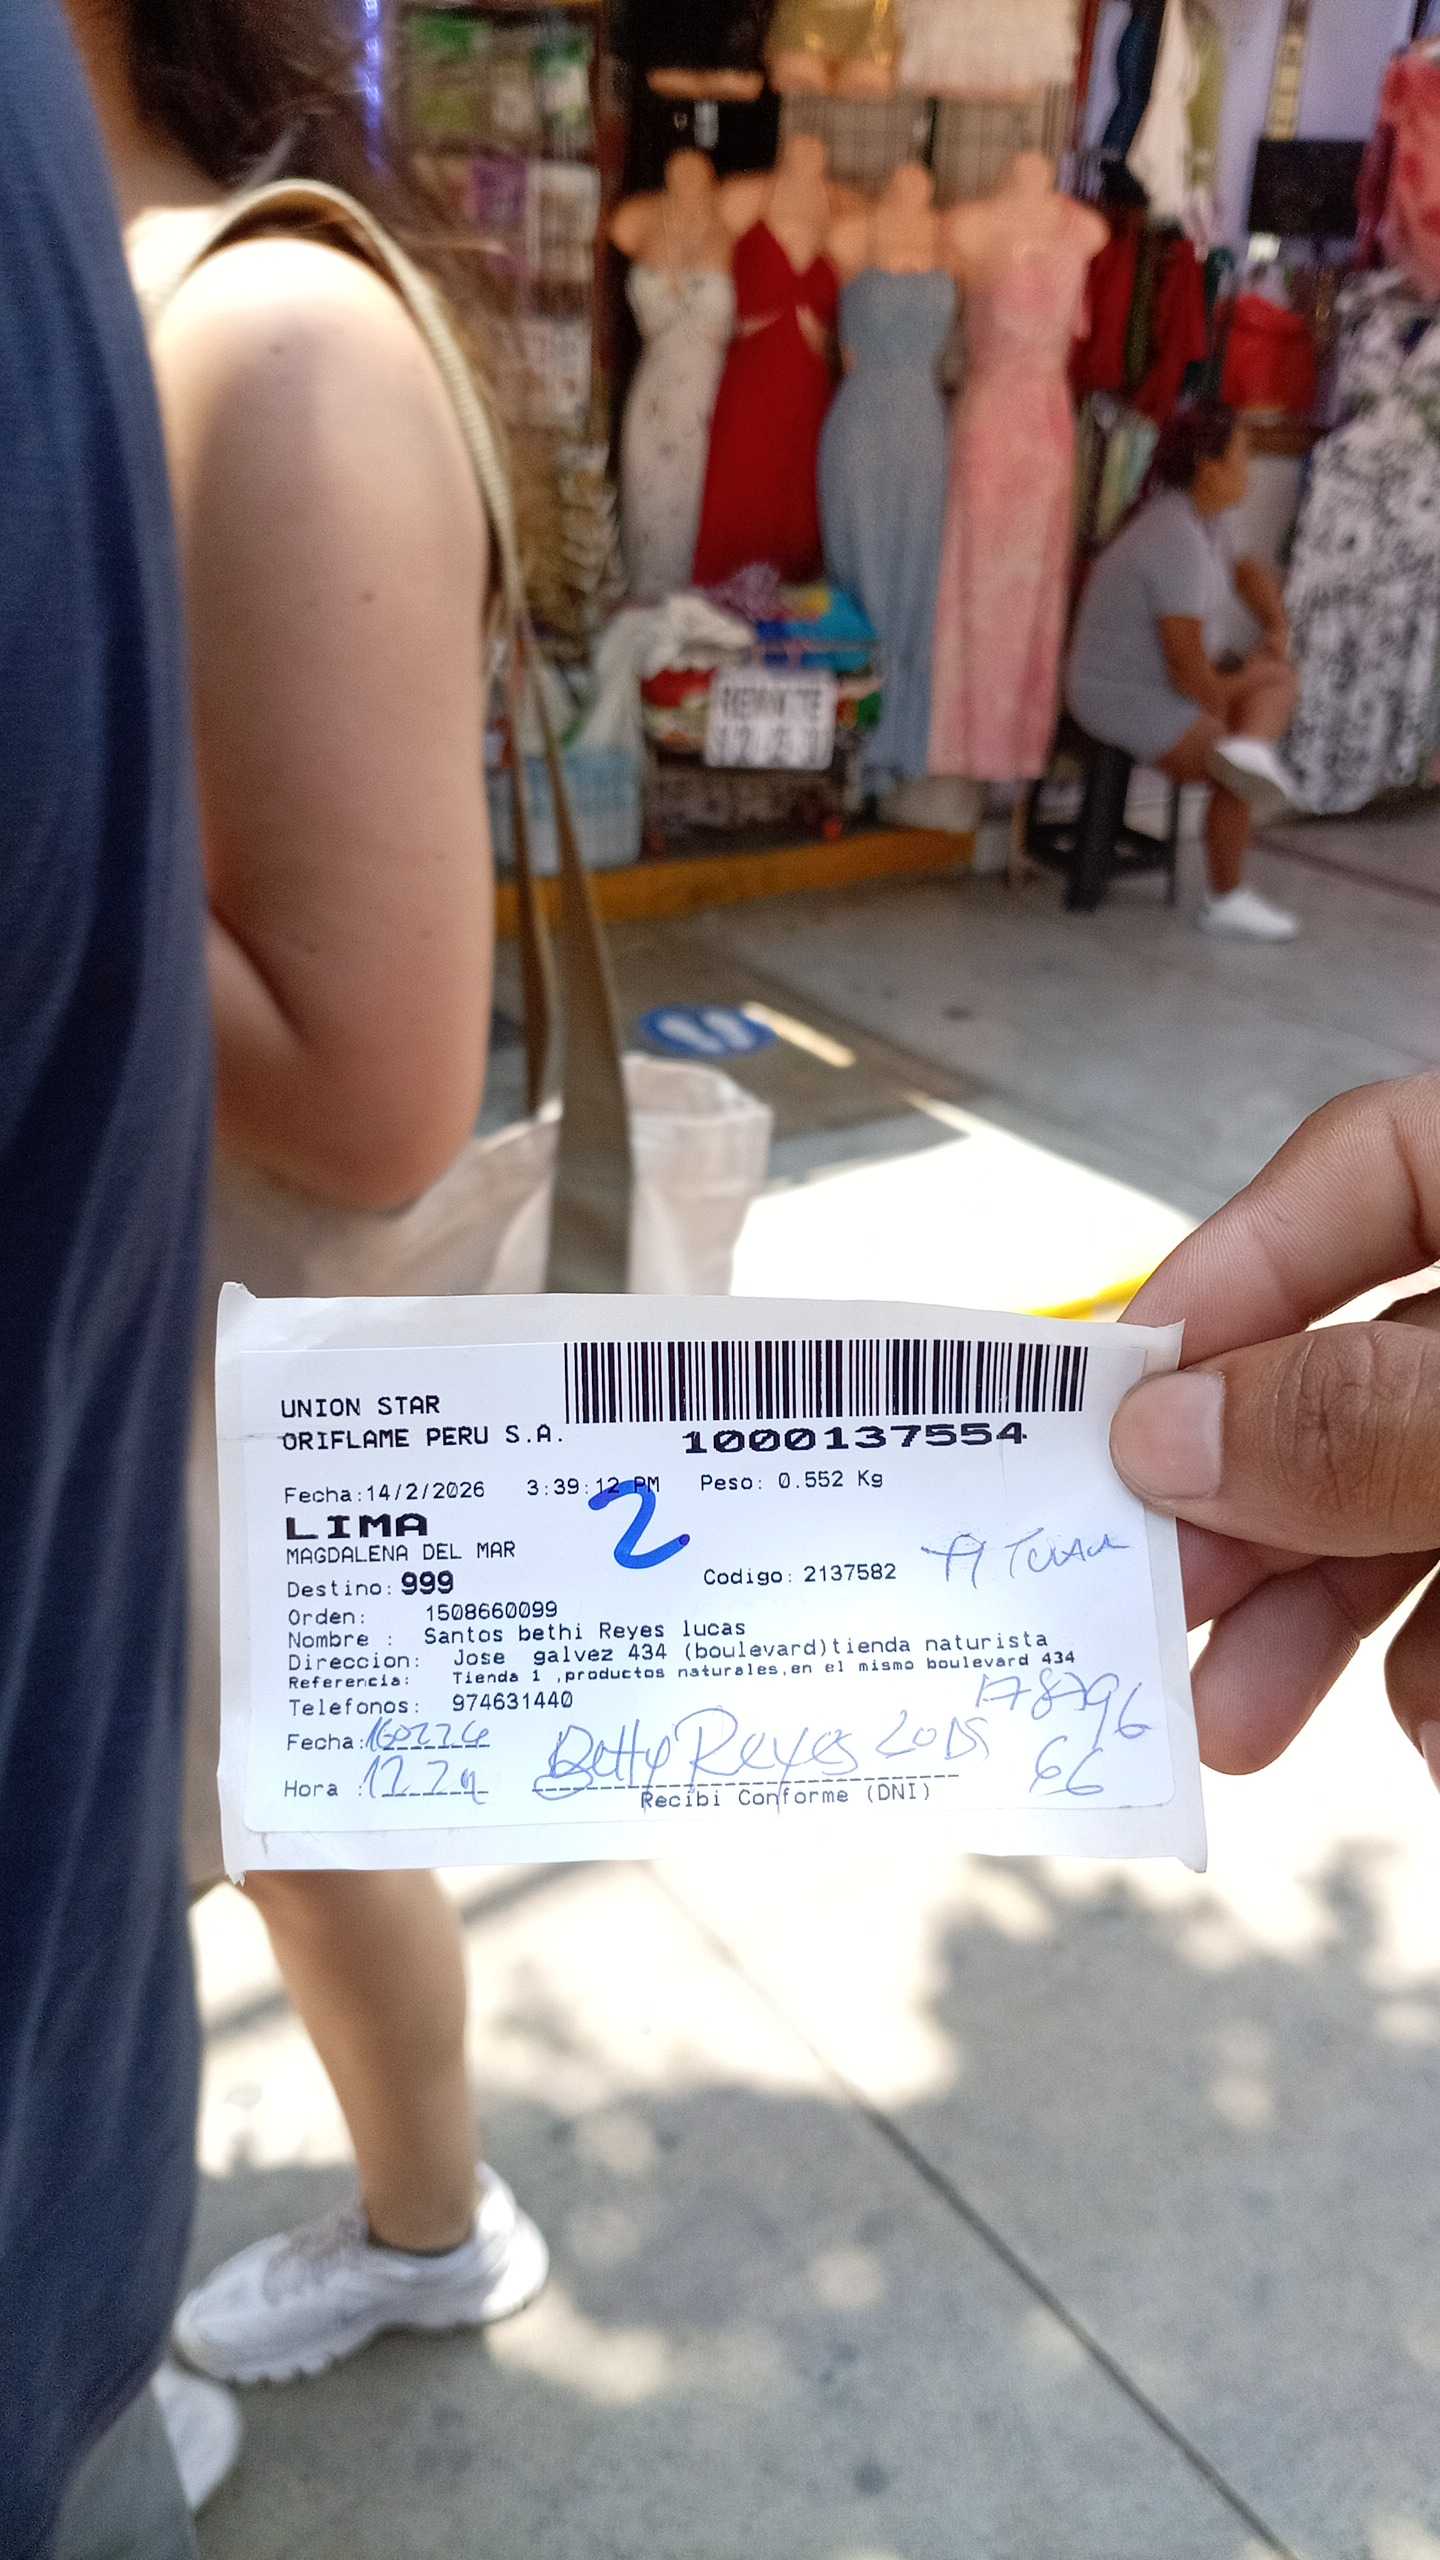 REMATE
UNION STAR
ORIFLAME PERU S.A.
1000137554
Fecha:14/2/2026 3:39:12 PM Peso: 0.552 Kg
2
LIMA
MAGDALENA DEL MAR
Destino: 999 Codigo: 2137582
Orden: 1508660099
Nombre : Santos bethi Reyes lucas
Direccion: Jose galvez 434 (boulevard)tienda naturista
Referencia: Tienda 1 ,productos naturales,en el mismo boulevard 434
Telefonos: 974631440
Fecha:
Hora : Betty Reyes
66
Recibi Conforme (DNI)